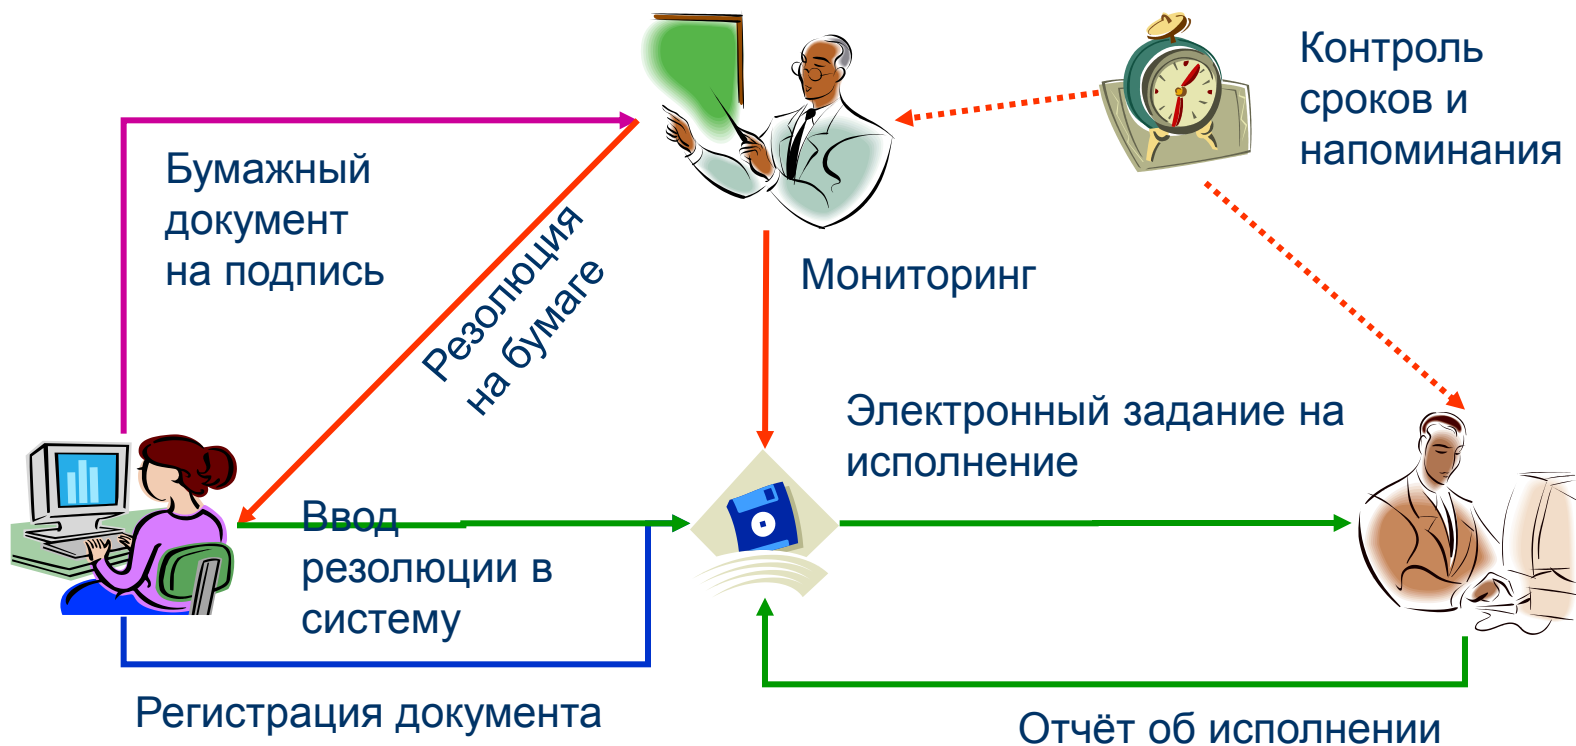 Контроль
сроков и
напоминания
Бумажный
документ
на подпись
Резолюция
на бумаге
Мониторинг
Электронный задание на
исполнение
Ввод
резолюции в
систему
Регистрация документа
Отчёт об исполнении